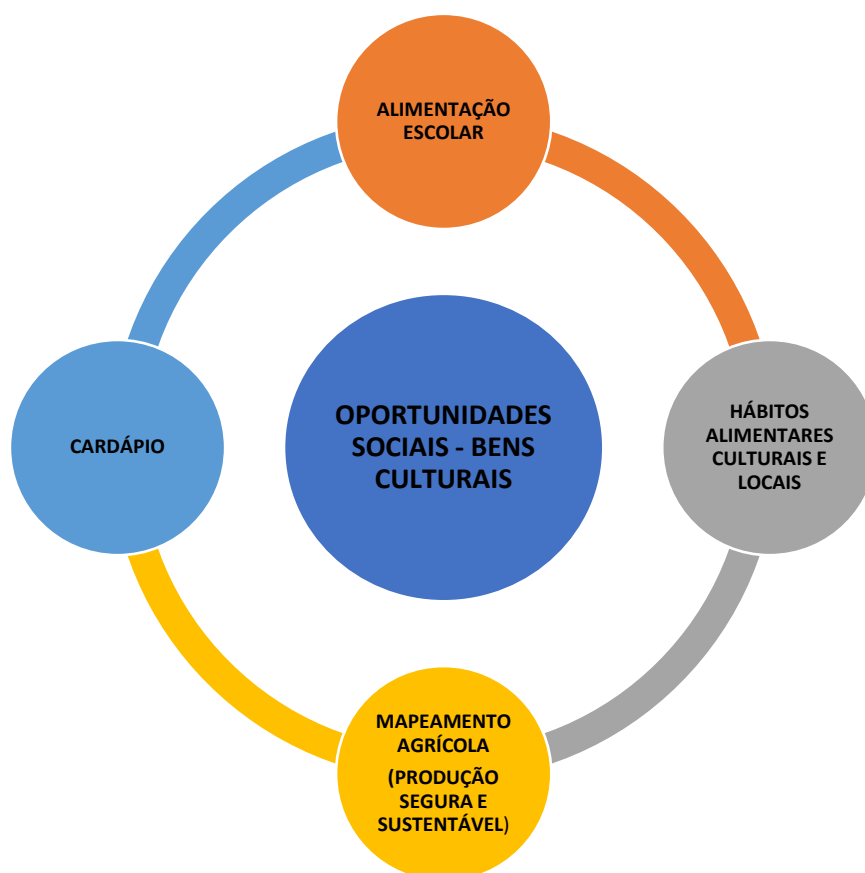 ALIMENTAÇÃO
ESCOLAR
HÁBITOS
ALIMENTARES
CULTURAIS E
LOCAIS
OPORTUNIDADES
SOCIAIS - BENS
CULTURAIS
CARDÁPIO
MAPEAMENTO
AGRÍCOLA
(PRODUÇÃO
SEGURA E
SUSTENTÁVEL)